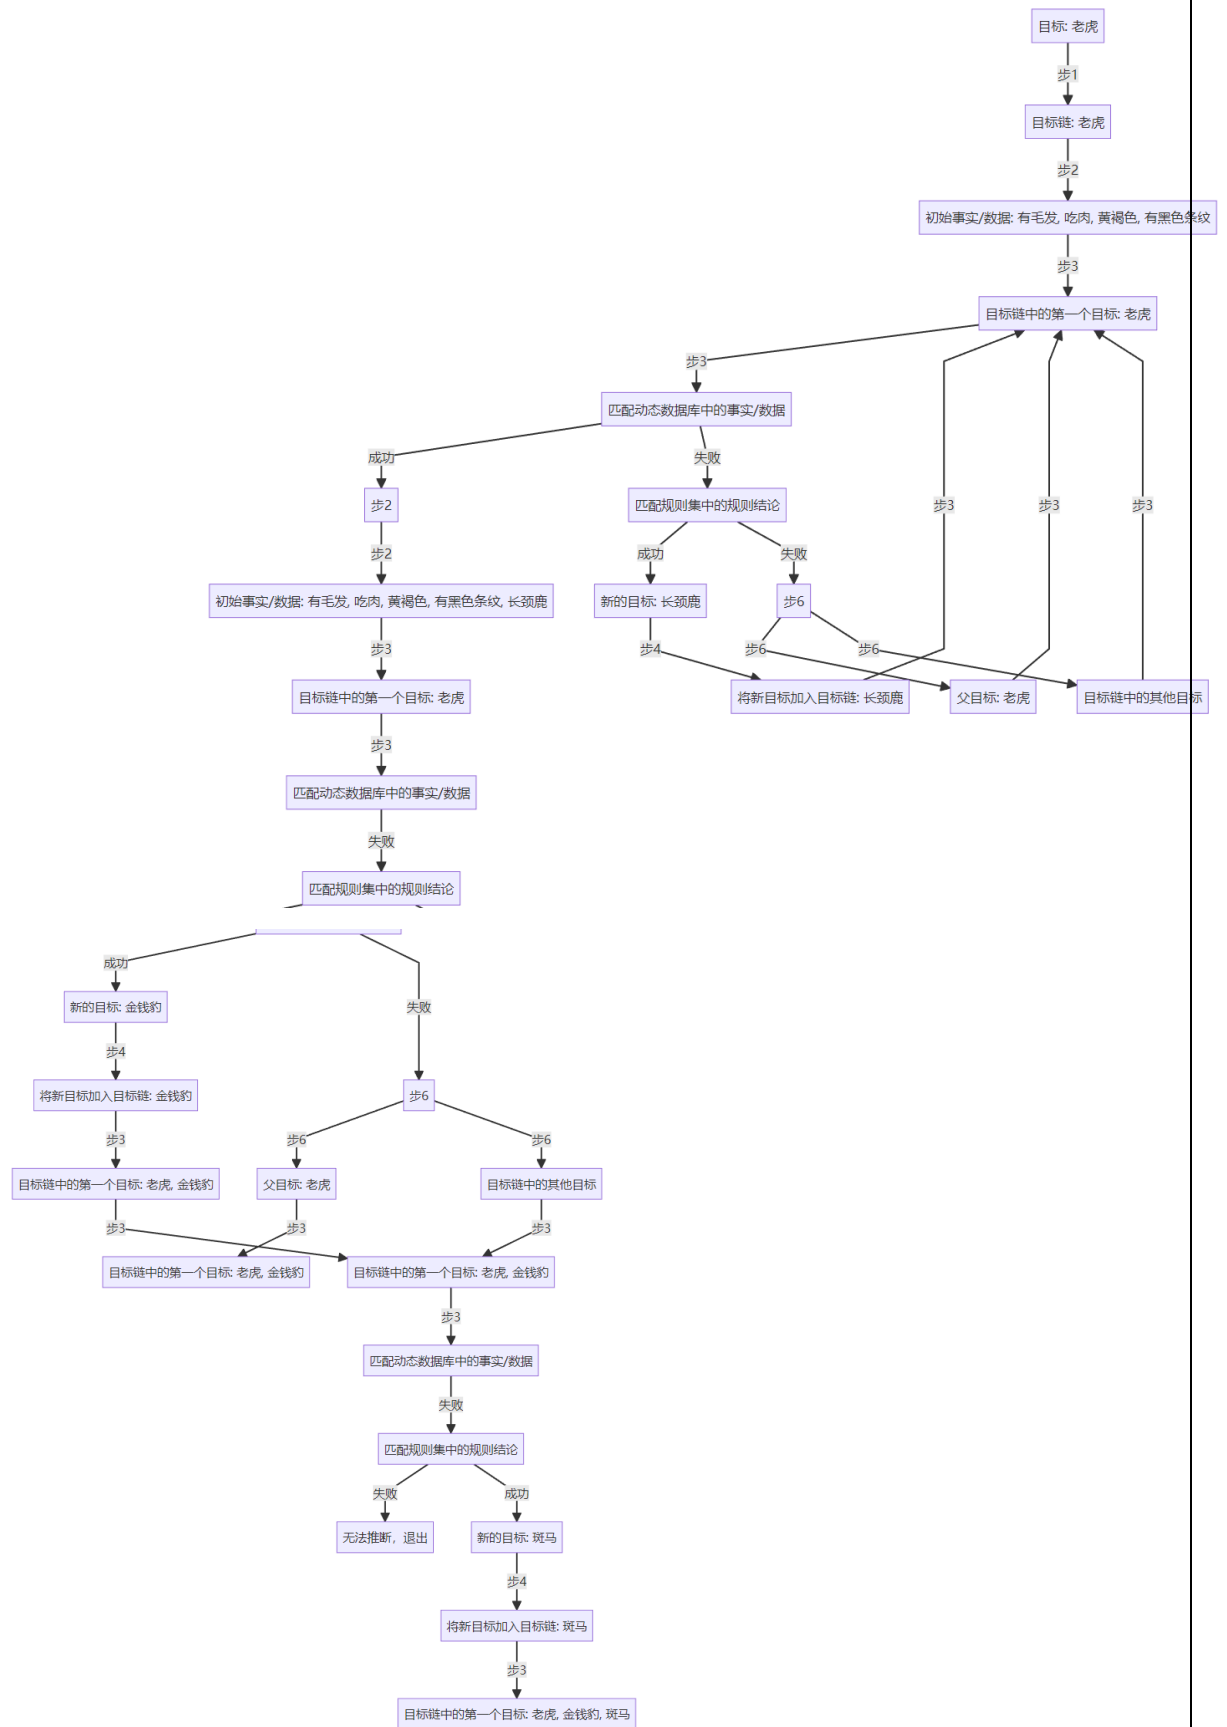 目标: 老虎
步1
目标链: 老虎
步2
初始事实/数据: 有毛发, 吃肉, 黄褐色, 有黑色条纹
步3
目标链中的第一个目标: 老虎
步3
匹配动态数据库中的事实/数据
成功
失败
步2
匹配规则集中的规则结论
步3
步3
步3
步2
成功
失败
初始事实/数据: 有毛发, 吃肉, 黄褐色, 有黑色条纹, 长颈鹿
新的目标: 长颈鹿
步6
步3
步4
步6
步6
目标链中的第一个目标: 老虎
将新目标加入目标链: 长颈鹿
父目标: 老虎
目标链中的其他目标
步3
匹配动态数据库中的事实/数据
失败
匹配规则集中的规则结论
成功
新的目标: 金钱豹
失败
步4
将新目标加入目标链: 金钱豹
步6
步3
步6
步6
目标链中的第一个目标: 老虎, 金钱豹
父目标: 老虎
目标链中的其他目标
步3
步3
步3
目标链中的第一个目标: 老虎, 金钱豹
目标链中的第一个目标: 老虎, 金钱豹
步3
匹配动态数据库中的事实/数据
失败
匹配规则集中的规则结论
失败
成功
无法推断，退出
新的目标: 斑马
步4
将新目标加入目标链: 斑马
步3
目标链中的第一个目标: 老虎, 金钱豹, 斑马